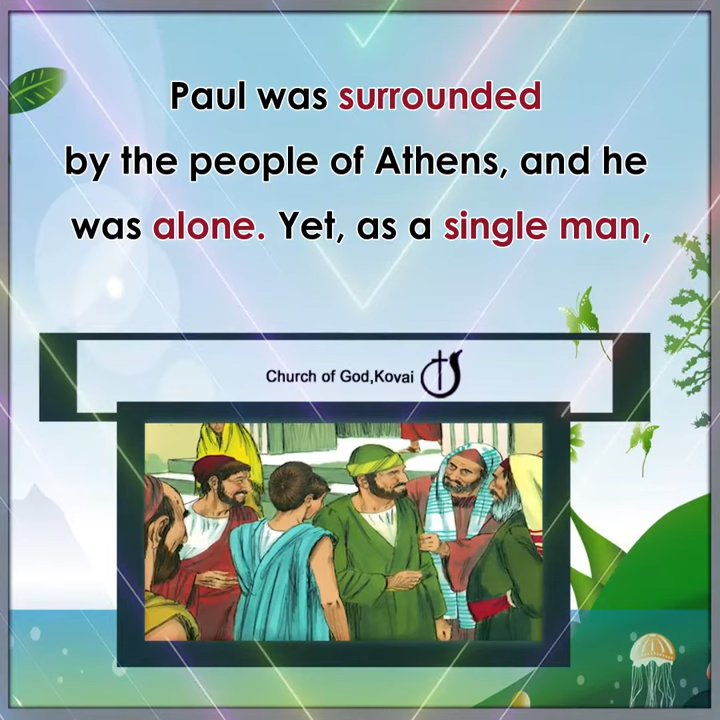 Paul was surrounded
by the people of Athens, and he
was alone. Yet, as a single man,
Church of God,Kovai